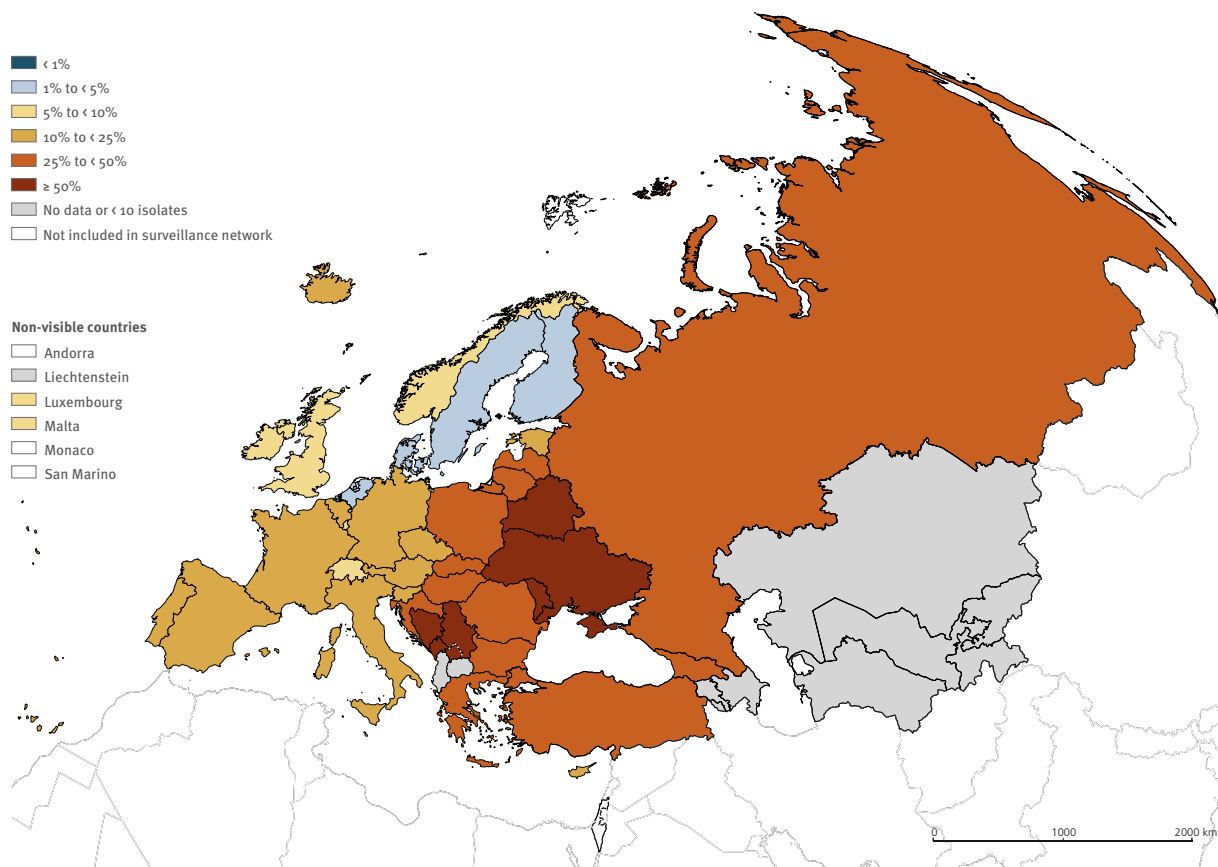 < 1%
1% to < 5%
5% to < 10%
10% to < 25%
25% to < 50%
≥ 50%
No data or < 10 isolates
Not included in surveillance network
Non-visible countries
Andorra
Liechtenstein
Luxembourg
Malta
Monaco
San Marino
0 1000 2000 km